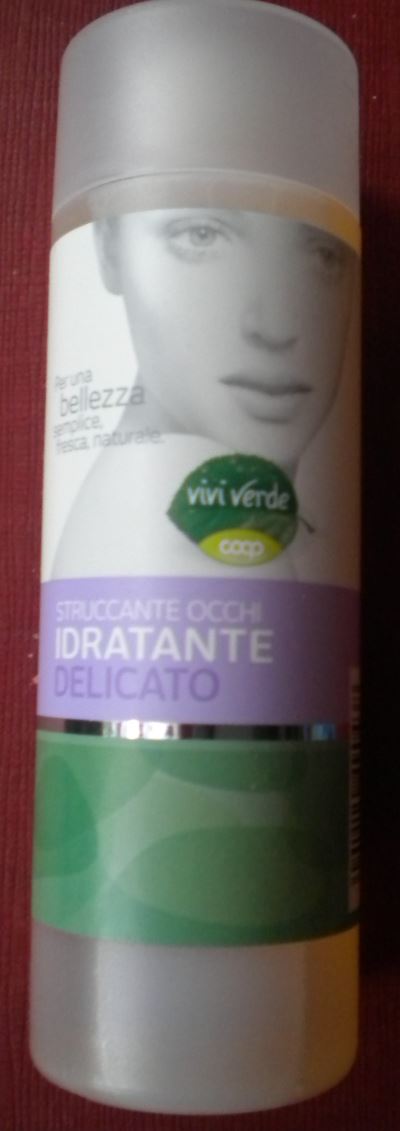 Per una
bellezza
semplice,
fresca, naturale.
vivi verde
coop
STRUCCANTE OCCHI
IDRATANTE
DELICATO